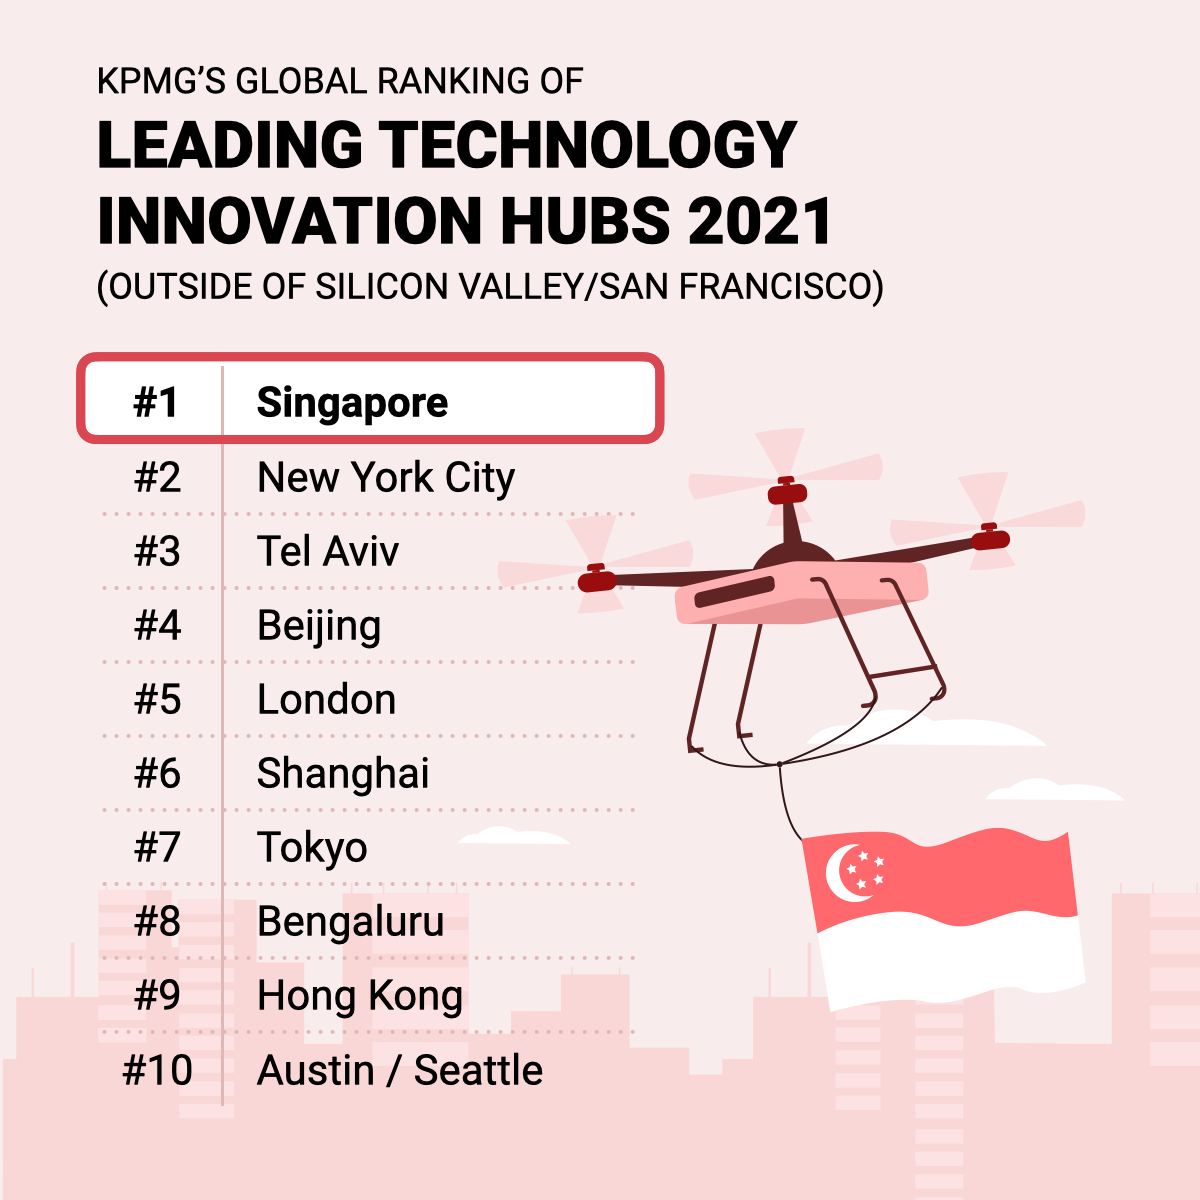 KPMG’S GLOBAL RANKING OF
LEADING TECHNOLOGY
INNOVATION HUBS 2021
(OUTSIDE OF SILICON VALLEY/SAN FRANCISCO)
#1 Singapore
#2 New York City
#3 Tel Aviv
#4 Beijing
#5 London
#6 Shanghai
#7 Tokyo
#8 Bengaluru
#9 Hong Kong
#10 Austin / Seattle